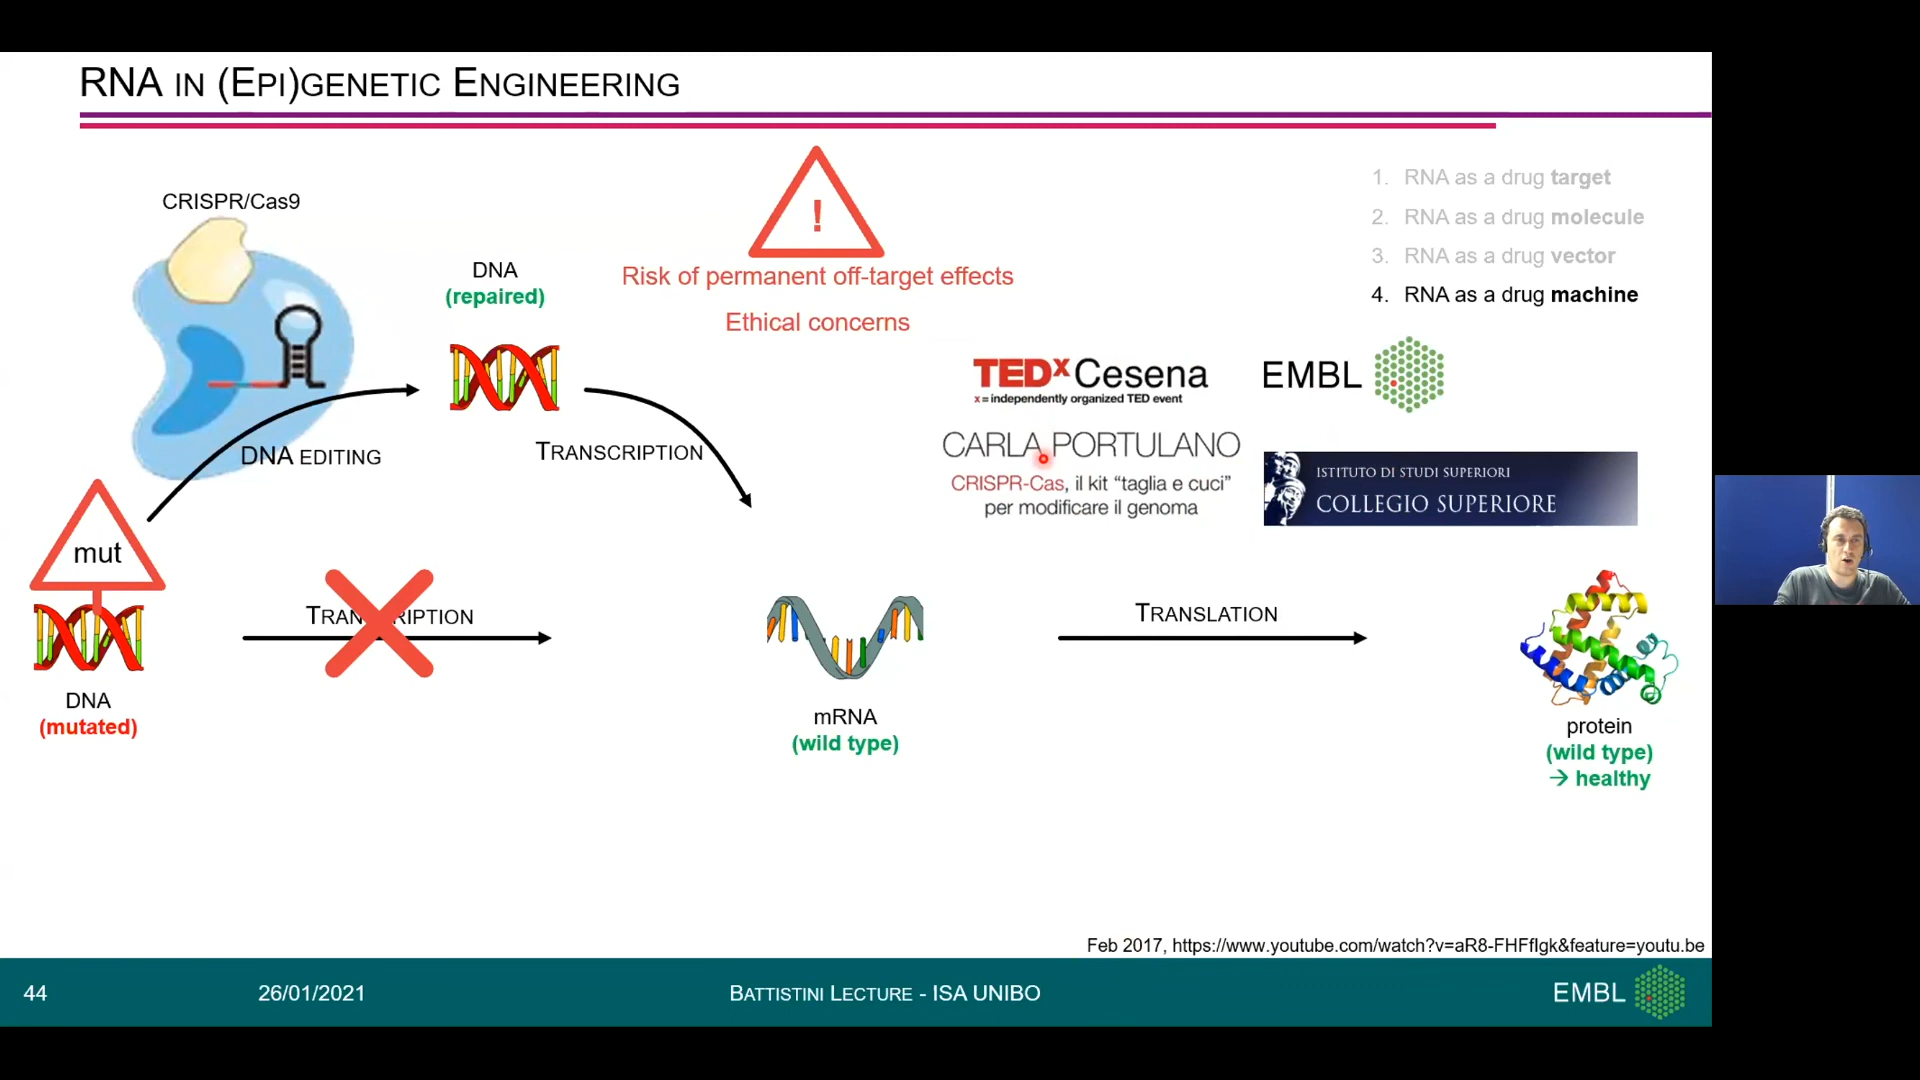 RNA IN (EPI)GENETIC ENGINEERING
CRISPR/Cas9
!
Risk of permanent off-target effects
Ethical concerns
1. RNA as a drug target
2. RNA as a drug molecule
3. RNA as a drug vector
4. RNA as a drug machine
DNA
(repaired)
DNA EDITING
TRANSCRIPTION
TEDx Cesena
x = independently organized TED event
EMBL
CARLA PORTULANO
CRISPR-Cas, il kit “taglia e cuci”
per modificare il genoma
ISTITUTO DI STUDI SUPERIORI
COLLEGIO SUPERIORE
mut
TRANSCRIPTION
TRANSLATION
DNA
(mutated)
mRNA
(wild type)
protein
(wild type)
→ healthy
Feb 2017, https://www.youtube.com/watch?v=aR8-FHFflgk&feature=youtu.be
44
26/01/2021
BATTISTINI LECTURE - ISA UNIBO
EMBL